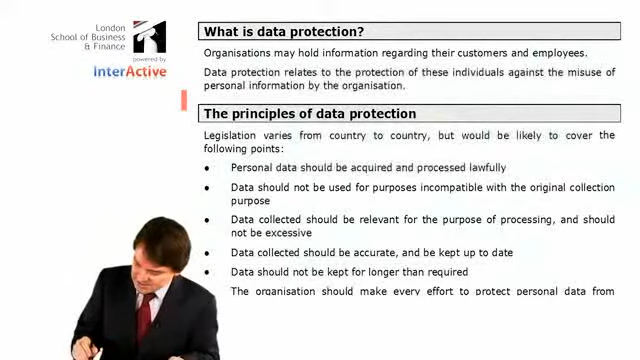 London
School of Business
& Finance
powered by
InterActive
What is data protection?
Organisations may hold information regarding their customers and employees.
Data protection relates to the protection of these individuals against the misuse of
personal information by the organisation.
The principles of data protection
Legislation varies from country to country, but would be likely to cover the
following points:
● Personal data should be acquired and processed lawfully
● Data should not be used for purposes incompatible with the original collection
purpose
● Data collected should be relevant for the purpose of processing, and should
not be excessive
● Data collected should be accurate, and be kept up to date
● Data should not be kept for longer than required
The organisation should make every effort to protect personal data from